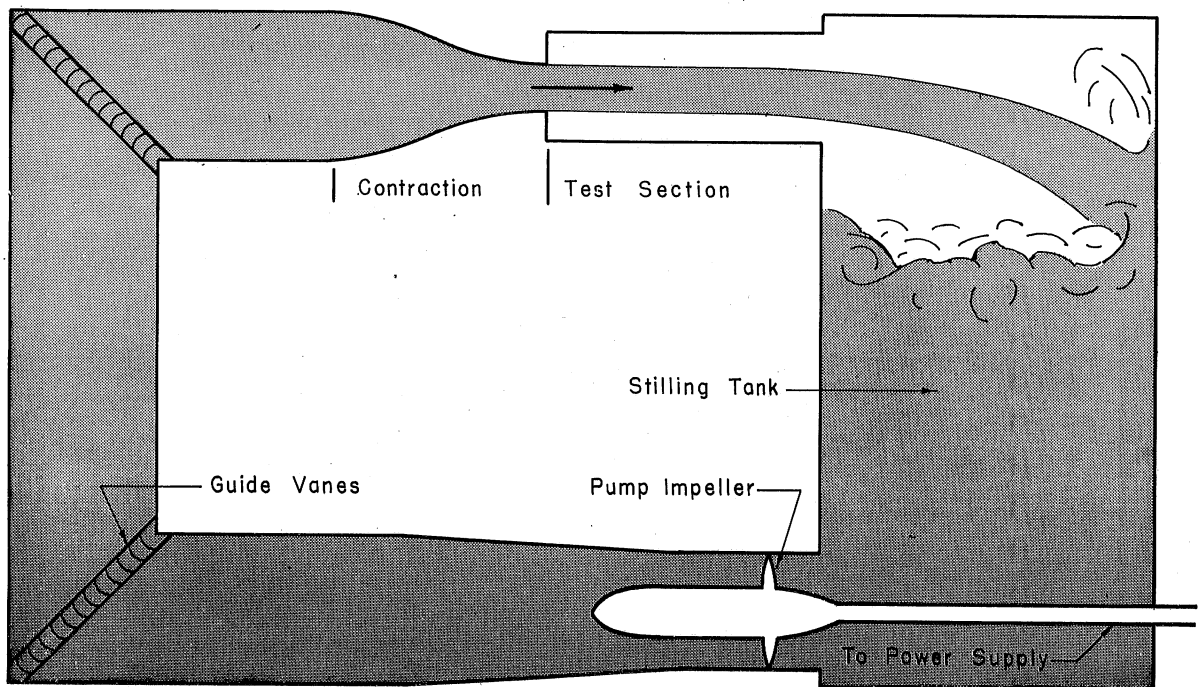 Contraction
Test Section
Stilling Tank
Guide Vanes
Pump Impeller
To Power Supply